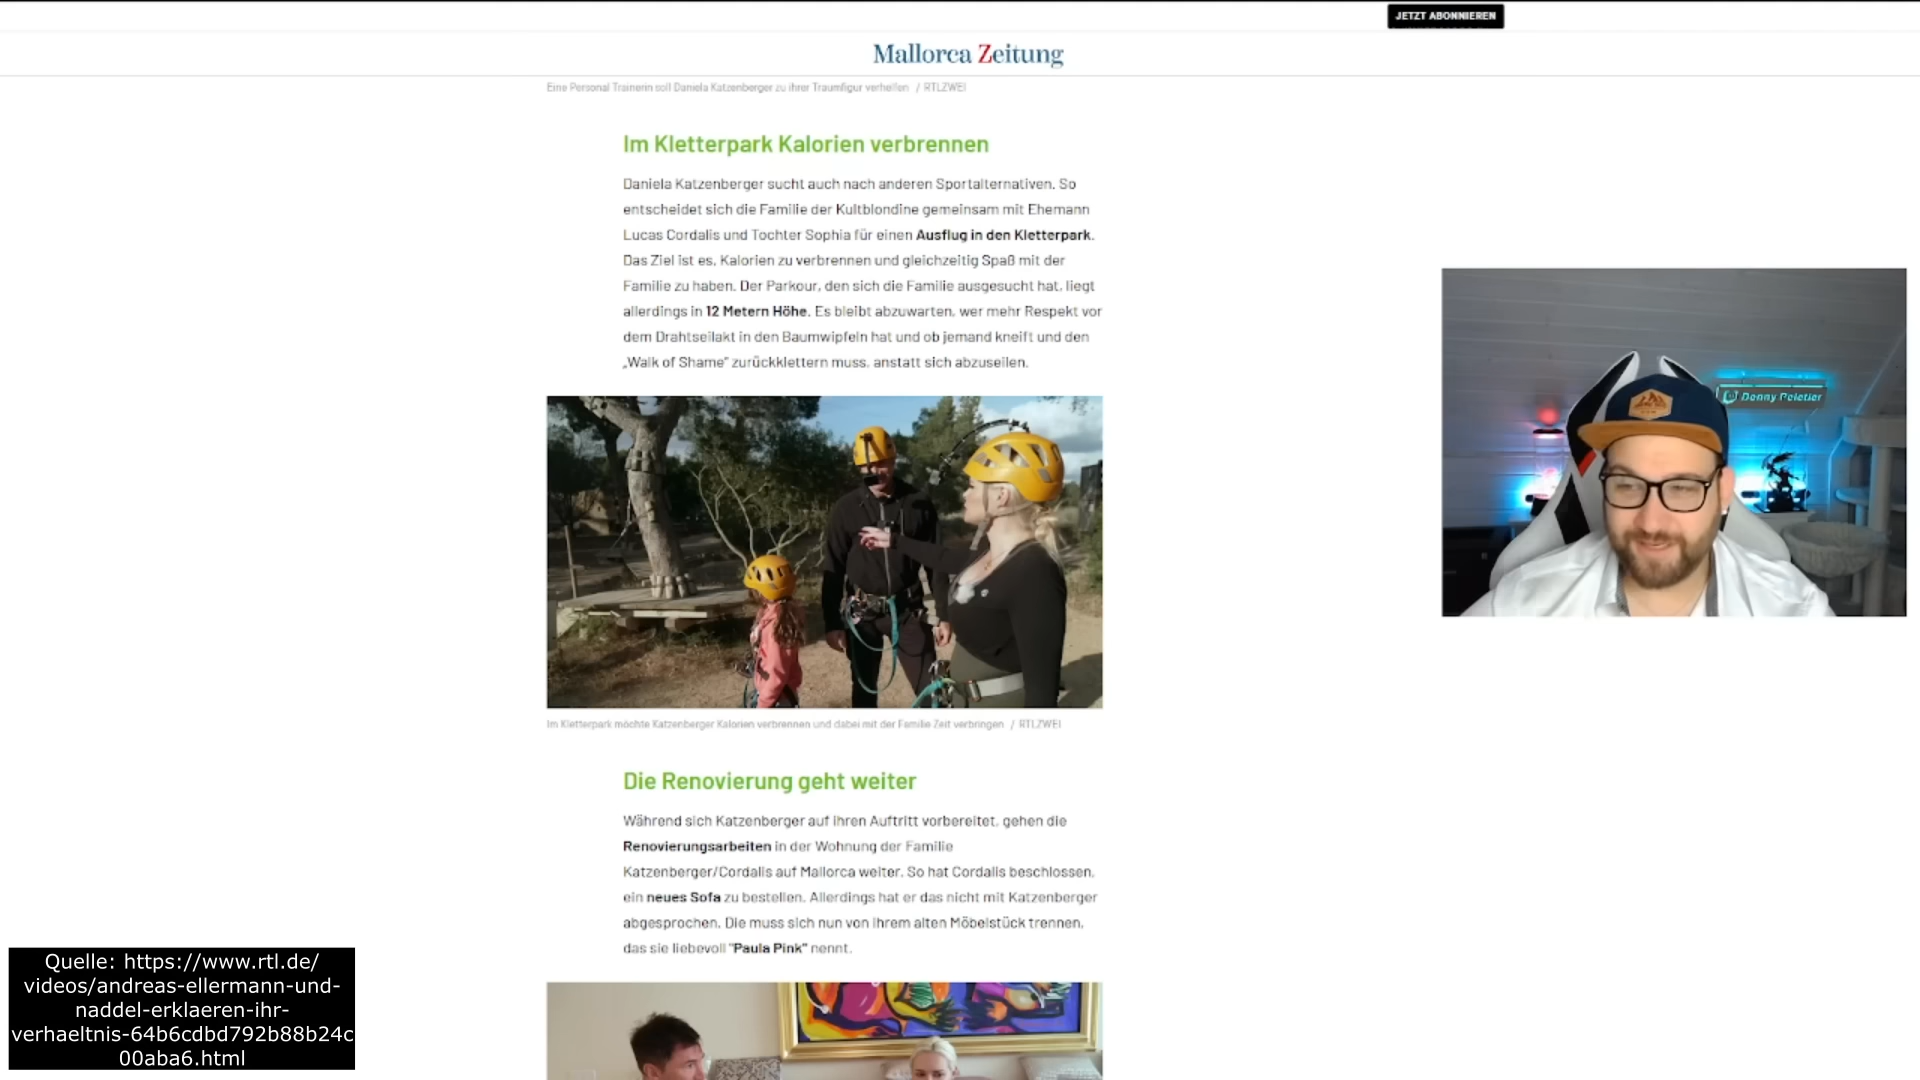 JETZT ABONNIEREN
Mallorca Zeitung
Eine Personal Trainerin soll Daniela Katzenberger zu ihrer Traumfigur verhelfen / RTLZWEI
Im Kletterpark Kalorien verbrennen
Daniela Katzenberger sucht auch nach anderen Sportalternativen. So
entscheidet sich die Familie der Kultblondine gemeinsam mit Ehemann
Lucas Cordalis und Tochter Sophia für einen Ausflug in den Kletterpark.
Das Ziel ist es, Kalorien zu verbrennen und gleichzeitig Spaß mit der
Familie zu haben. Der Parkour, den sich die Familie ausgesucht hat, liegt
allerdings in 12 Metern Höhe. Es bleibt abzuwarten, wer mehr Respekt vor
dem Drahtseilakt in den Baumwipfeln hat und ob jemand kneift und den
„Walk of Shame" zurückklettern muss, anstatt sich abzuseilen.
Denny Peletier
Im Kletterpark möchte Katzenberger Kalorien verbrennen und dabei mit der Familie Zeit verbringen / RTLZWEI
Die Renovierung geht weiter
Während sich Katzenberger auf ihren Auftritt vorbereitet, gehen die
Renovierungsarbeiten in der Wohnung der Familie
Katzenberger/Cordalis auf Mallorca weiter. So hat Cordalis beschlossen,
ein neues Sofa zu bestellen. Allerdings hat er das nicht mit Katzenberger
abgesprochen. Die muss sich nun von ihrem alten Möbelstück trennen,
das sie liebevoll "Paula Pink" nennt.
Quelle: https://www.rtl.de/
videos/andreas-ellermann-und-
naddel-erklaeren-ihr-
verhaeltnis-64b6cdbd792b88b24c
00aba6.html